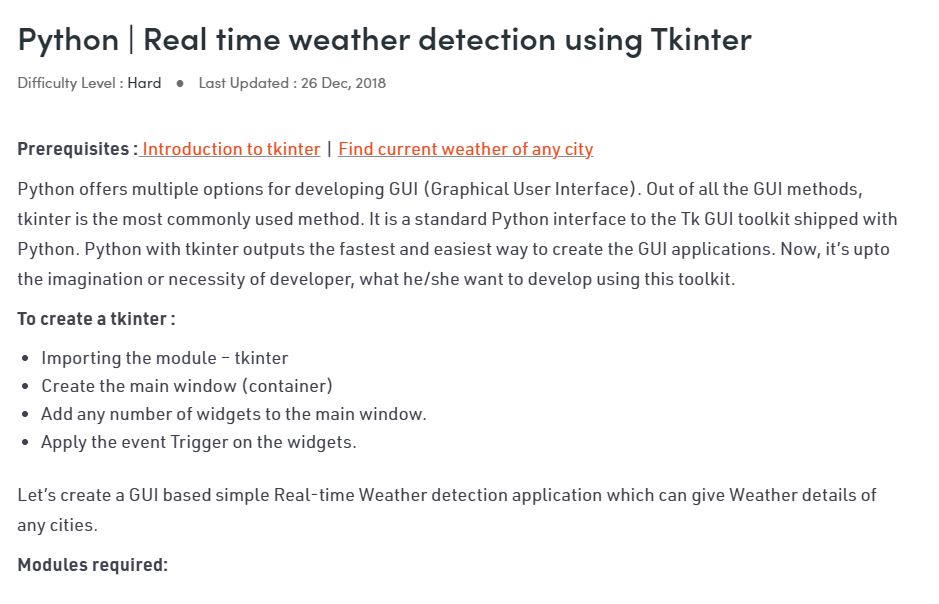 Python | Real time weather detection using Tkinter
Difficulty Level : Hard ● Last Updated : 26 Dec, 2018
Prerequisites : Introduction to tkinter | Find current weather of any city
Python offers multiple options for developing GUI (Graphical User Interface). Out of all the GUI methods,
tkinter is the most commonly used method. It is a standard Python interface to the Tk GUI toolkit shipped with
Python. Python with tkinter outputs the fastest and easiest way to create the GUI applications. Now, it’s upto
the imagination or necessity of developer, what he/she want to develop using this toolkit.
To create a tkinter :
• Importing the module – tkinter
• Create the main window (container)
• Add any number of widgets to the main window.
• Apply the event Trigger on the widgets.
Let’s create a GUI based simple Real-time Weather detection application which can give Weather details of
any cities.
Modules required: